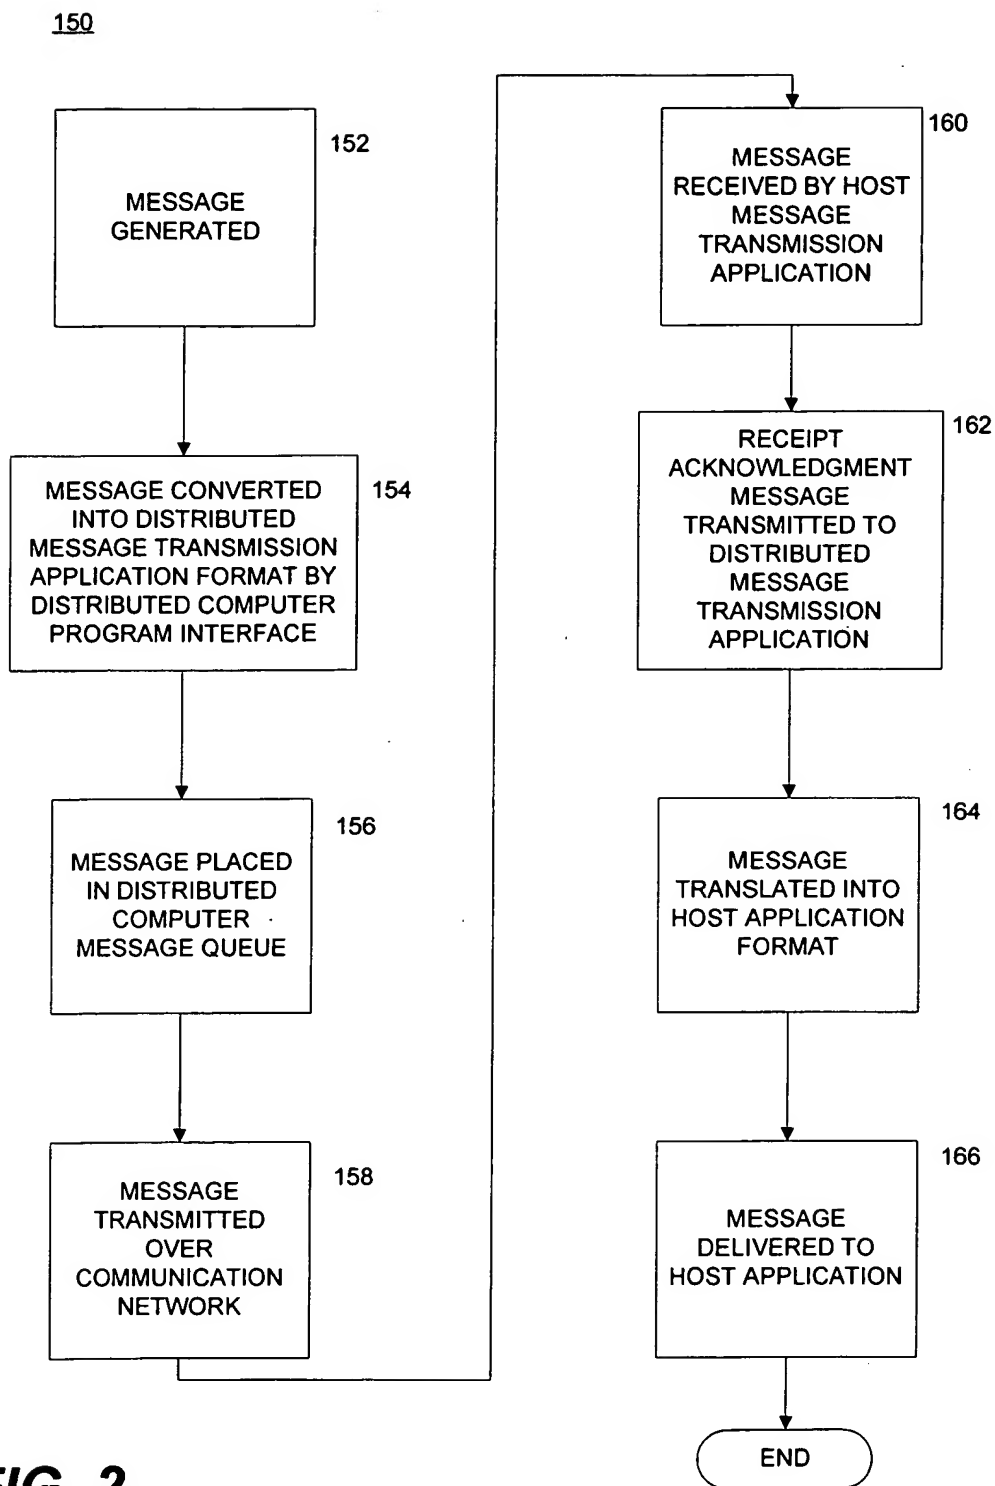 150
152
MESSAGE
GENERATED
154
MESSAGE CONVERTED
INTO DISTRIBUTED
MESSAGE TRANSMISSION
APPLICATION FORMAT BY
DISTRIBUTED COMPUTER
PROGRAM INTERFACE
156
MESSAGE PLACED
IN DISTRIBUTED
COMPUTER
MESSAGE QUEUE
158
MESSAGE
TRANSMITTED
OVER
COMMUNICATION
NETWORK
160
MESSAGE
RECEIVED BY HOST
MESSAGE
TRANSMISSION
APPLICATION
162
RECEIPT
ACKNOWLEDGMENT
MESSAGE
TRANSMITTED TO
DISTRIBUTED
MESSAGE
TRANSMISSION
APPLICATION
164
MESSAGE
TRANSLATED INTO
HOST APPLICATION
FORMAT
166
MESSAGE
DELIVERED TO
HOST APPLICATION
END
FIG. 2